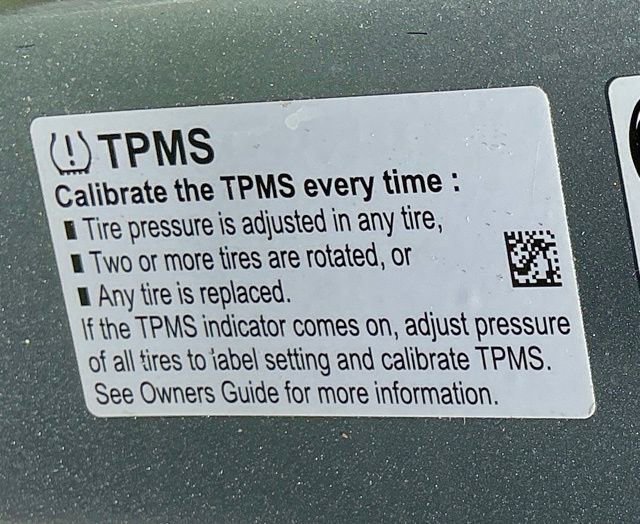 TPMS
Calibrate the TPMS every time :
▮ Tire pressure is adjusted in any tire,
▮ Two or more tires are rotated, or
▮ Any tire is replaced.
If the TPMS indicator comes on, adjust pressure
of all tires to label setting and calibrate TPMS.
See Owners Guide for more information.